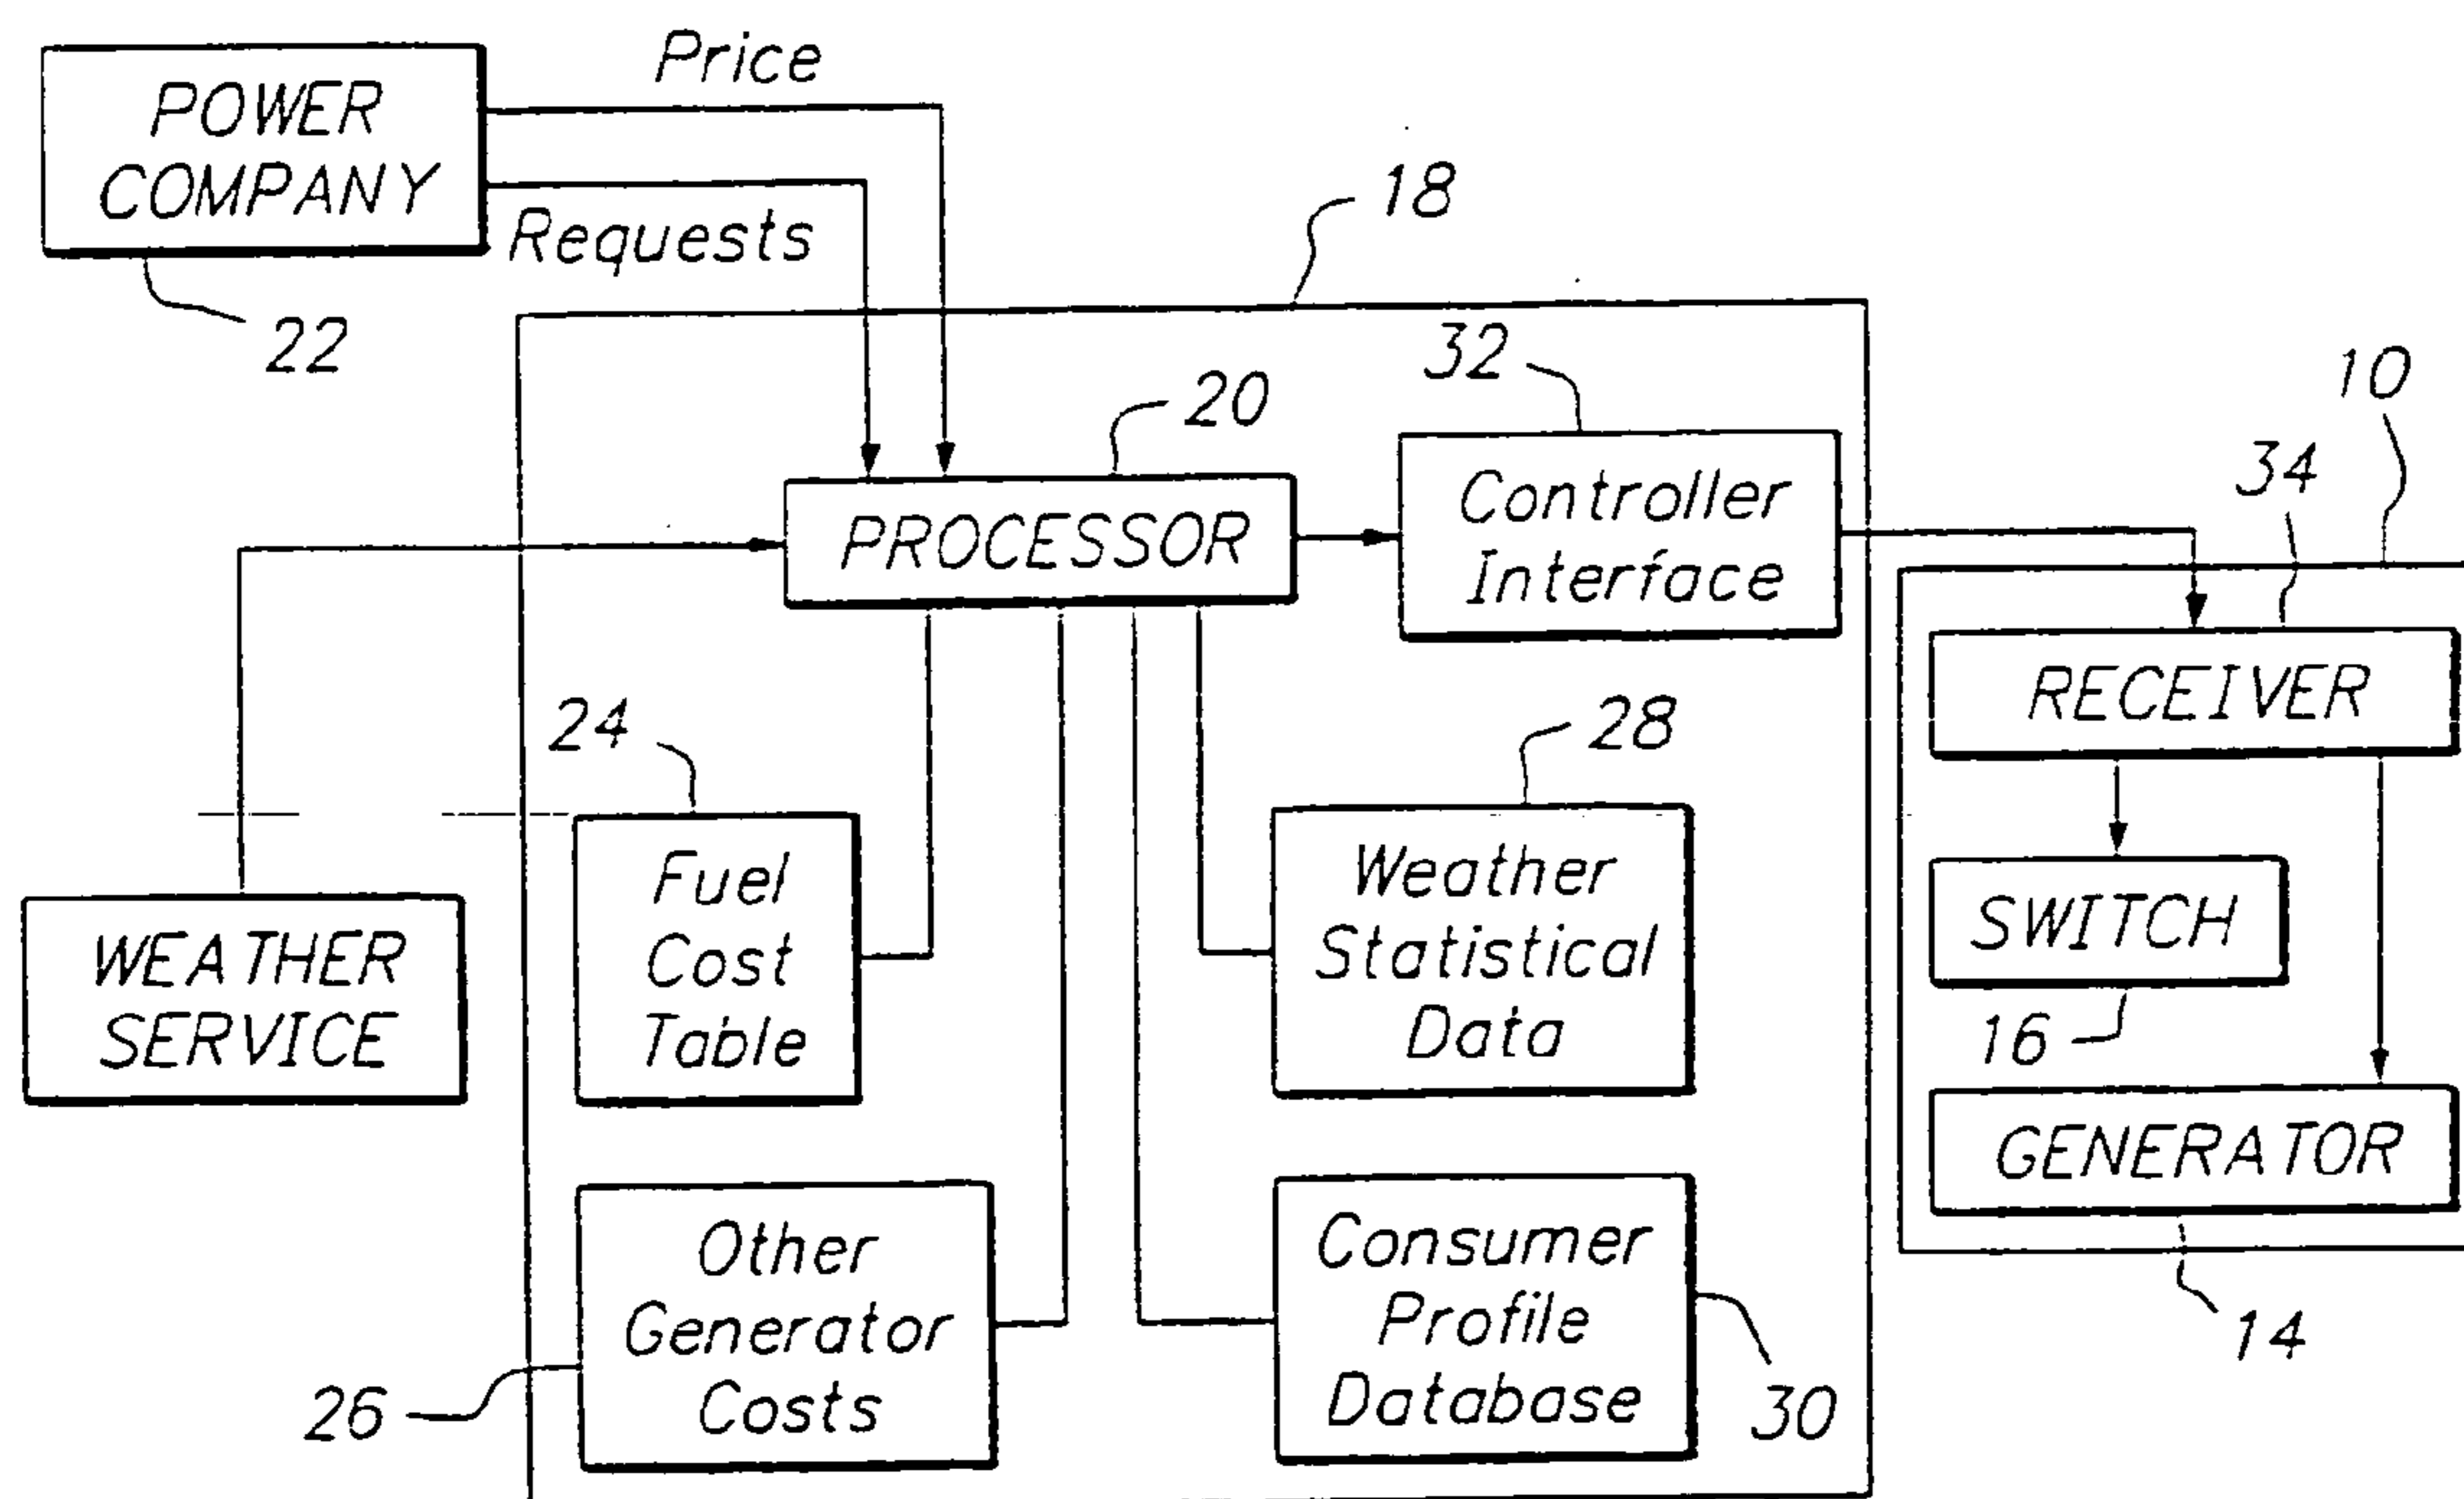 Price
POWER
COMPANY
Requests
22
18
32
20
10
34
PROCESSOR
Controller
Interface
RECEIVER
24
28
Fuel
Cost
Table
Weather
Statistical
Data
WEATHER
SERVICE
SWITCH
16
GENERATOR
14
Other
Generator
Costs
26
Consumer
Profile
Database
30